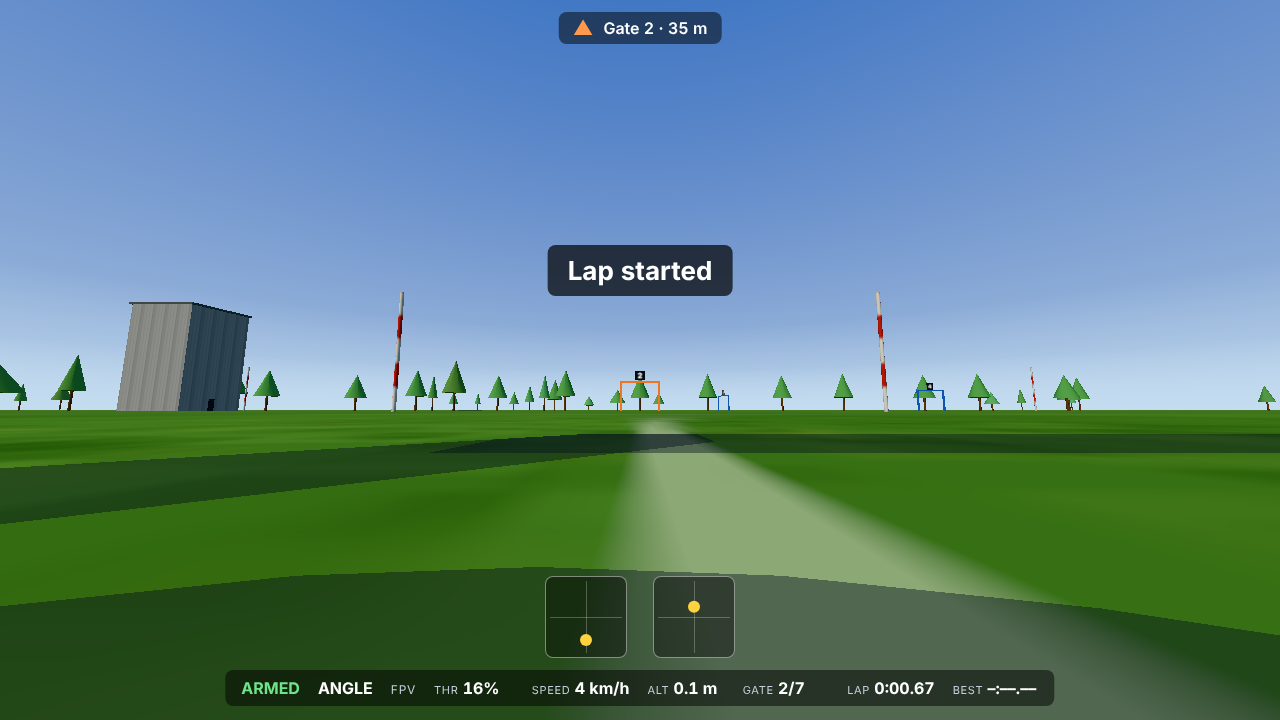 Gate 2 · 35 m
Lap started
2
ARMED ANGLE FPV THR 16% SPEED 4 km/h ALT 0.1 m GATE 2/7 LAP 0:00.67 BEST –:––.––